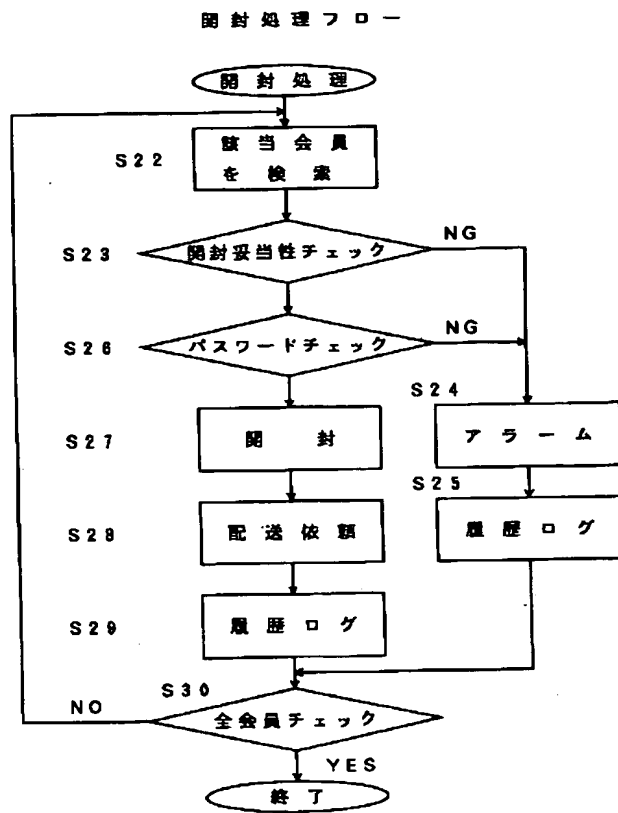 開封処理フロー
開封処理
S22
該当会員
を検索
S23
開封妥当性チェック
NG
S26
パスワードチェック
NG
S24
アラーム
S27
開封
S25
履歴ログ
S28
配送依頼
S29
履歴ログ
S30
全会員チェック
NO
YES
終了